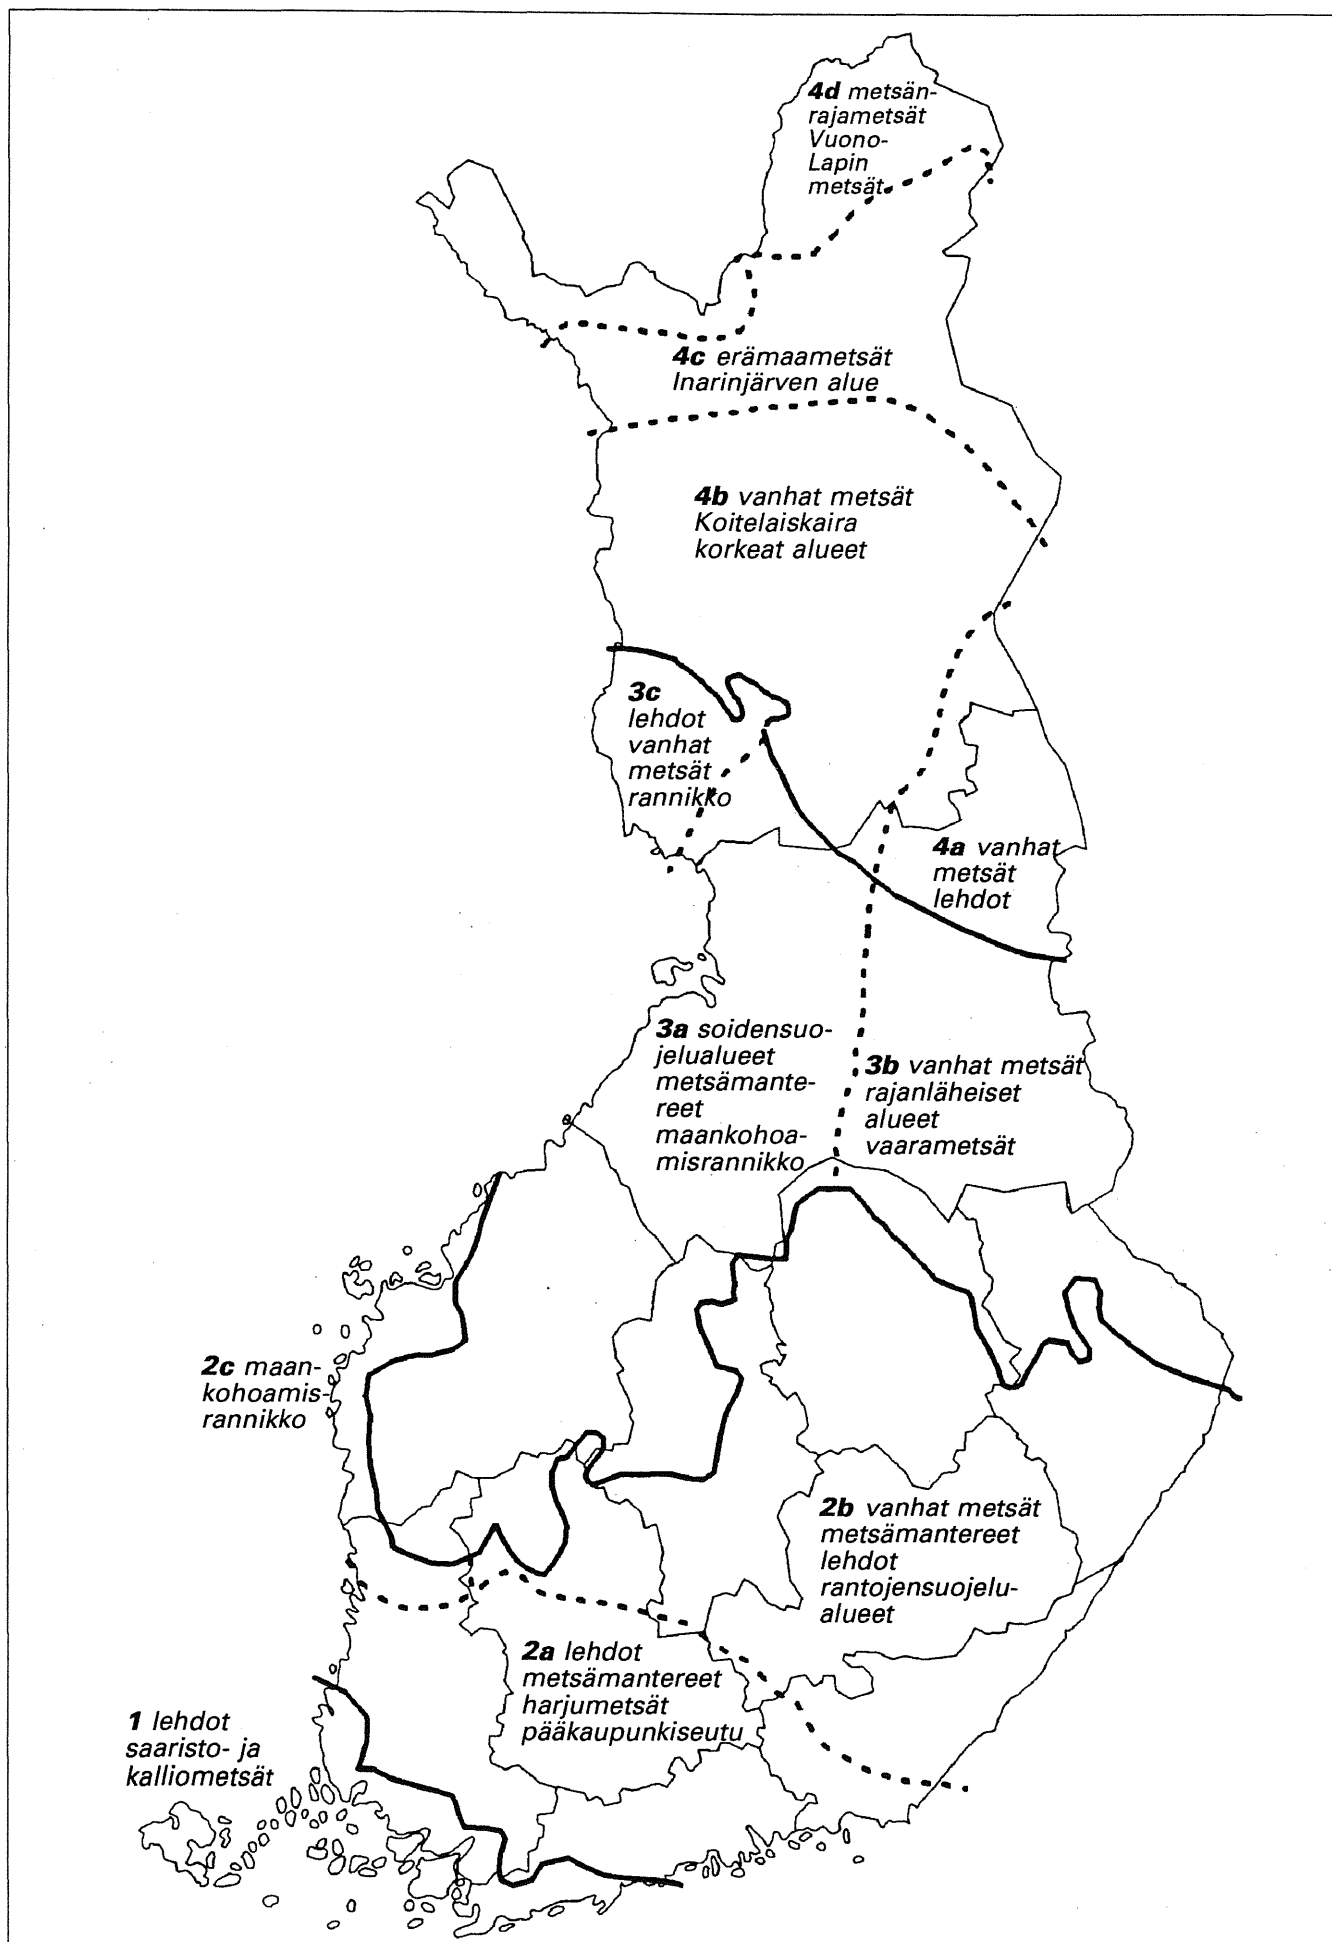 4d metsän-
rajametsät
Vuono-
Lapin
metsät
4c erämaametsät
Inarinjärven alue
4b vanhat metsät
Koitelaiskaira
korkeat alueet
3c
lehdot
vanhat
metsät
rannikko
4a vanhat
metsät
lehdot
3a soidensuo-
jelualueet
metsämante-
reet
maankohoa-
misrannikko
3b vanhat metsät
rajanläheiset
alueet
vaarametsät
2c maan-
kohoamis-
rannikko
2b vanhat metsät
metsämantereet
lehdot
rantojensuojelu-
alueet
2a lehdot
metsämantereet
harjumetsät
pääkaupunkiseutu
1 lehdot
saaristo- ja
kalliometsät